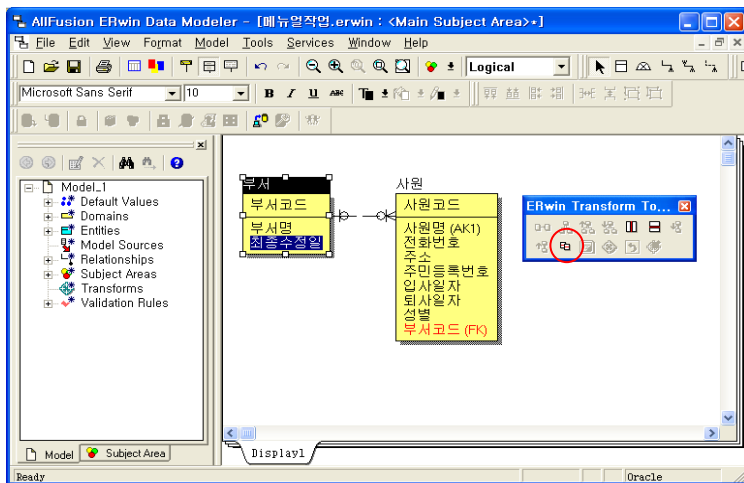 AllFusion ERwin Data Modeler - [메뉴얼작업.erwin : <Main Subject Area>*]
File Edit View Format Model Tools Services Window Help
Logical
Microsoft Sans Serif 10 B I U ABC
Model_1
Default Values
Domains
Entities
Model Sources
Relationships
Subject Areas
Transforms
Validation Rules
부서
부서코드
부서명
최종수정일
사원
사원코드
사원명 (AK1)
전화번호
주소
주민등록번호
입사일자
퇴사일자
성별
부서코드 (FK)
ERwin Transform To...
Model Subject Area
Display1
Ready Oracle